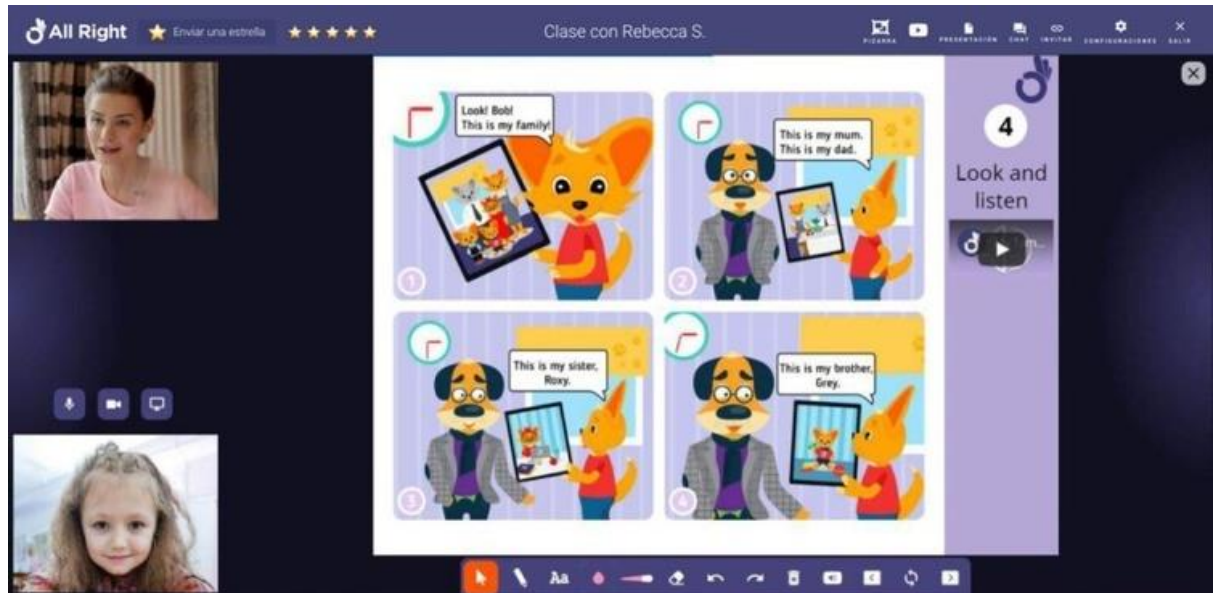 All Right
Enviar una estrella
Clase con Rebecca S.
PIZARRA
PRESENTACIÓN
CHAT
INVITAR
CONFIGURACIONES
SALIR
Look! Bob!
This is my family!
1
This is my mum.
This is my dad.
2
This is my sister,
Roxy.
3
This is my brother,
Grey.
4
4
Look and
listen
Aa